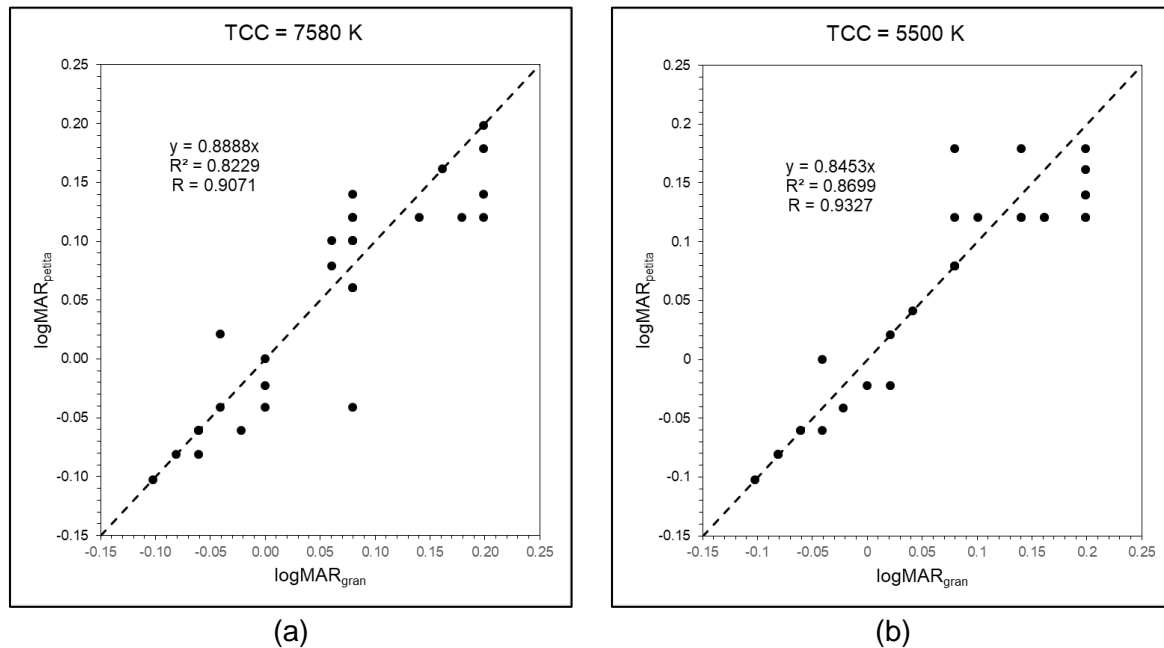 TCC = 7580 K
0.25
0.20
0.15
0.10
0.05
0.00
-0.05
-0.10
-0.15
logMARpetita
y = 0.8888x
R² = 0.8229
R = 0.9071
-0.15 -0.10 -0.05 0.00 0.05 0.10 0.15 0.20 0.25
logMARgran
(a)
TCC = 5500 K
0.25
0.2
0.15
0.1
0.05
0
-0.05
-0.1
-0.15
logMARpetita
y = 0.8453x
R² = 0.8699
R = 0.9327
-0.15 -0.1 -0.05 0 0.05 0.1 0.15 0.2 0.25
logMARgran
(b)